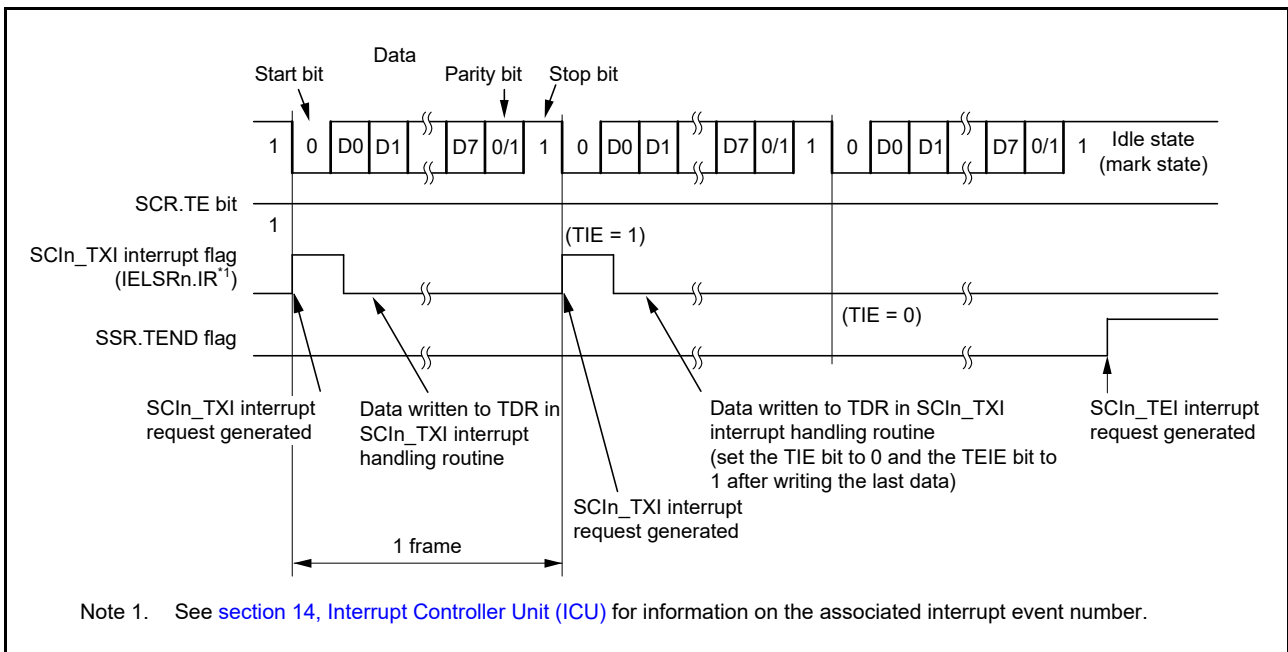 Data
Start bit
Parity bit
Stop bit
1 0 D0 D1 D7 0/1 1 0 D0 D1 D7 0/1 1 0 D0 D1 D7 0/1 1
Idle state
(mark state)
SCR.TE bit
1
(TIE = 1)
SCIn_TXI interrupt flag
(IELSRn.IR*1)
(TIE = 0)
SSR.TEND flag
SCIn_TXI interrupt
request generated
Data written to TDR in
SCIn_TXI interrupt
handling routine
Data written to TDR in SCIn_TXI
interrupt handling routine
(set the TIE bit to 0 and the TEIE bit to
1 after writing the last data)
SCIn_TEI interrupt
request generated
SCIn_TXI interrupt
request generated
1 frame
Note 1. See section 14, Interrupt Controller Unit (ICU) for information on the associated interrupt event number.